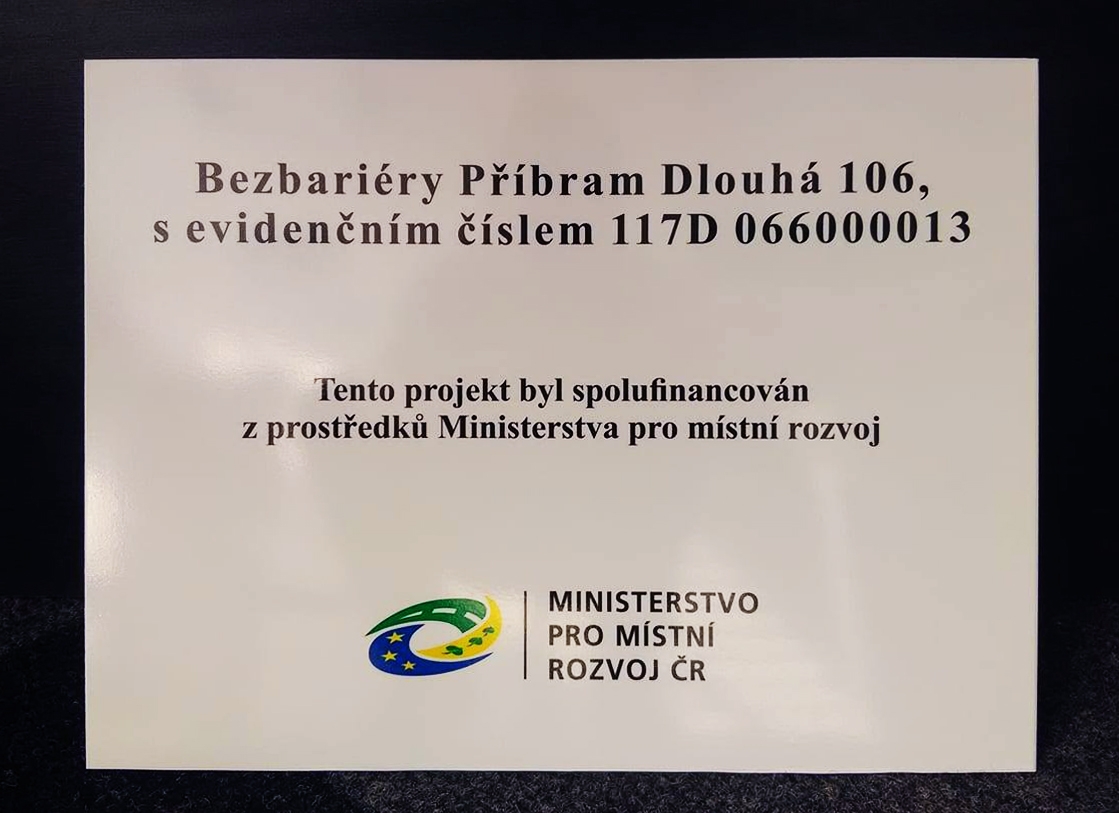 Bezbariéry Příbram Dlouhá 106,
s evidenčním číslem 117D 066000013
Tento projekt byl spolufinancován
z prostředků Ministerstva pro místní rozvoj
MINISTERSTVO
PRO MÍSTNÍ
ROZVOJ ČR